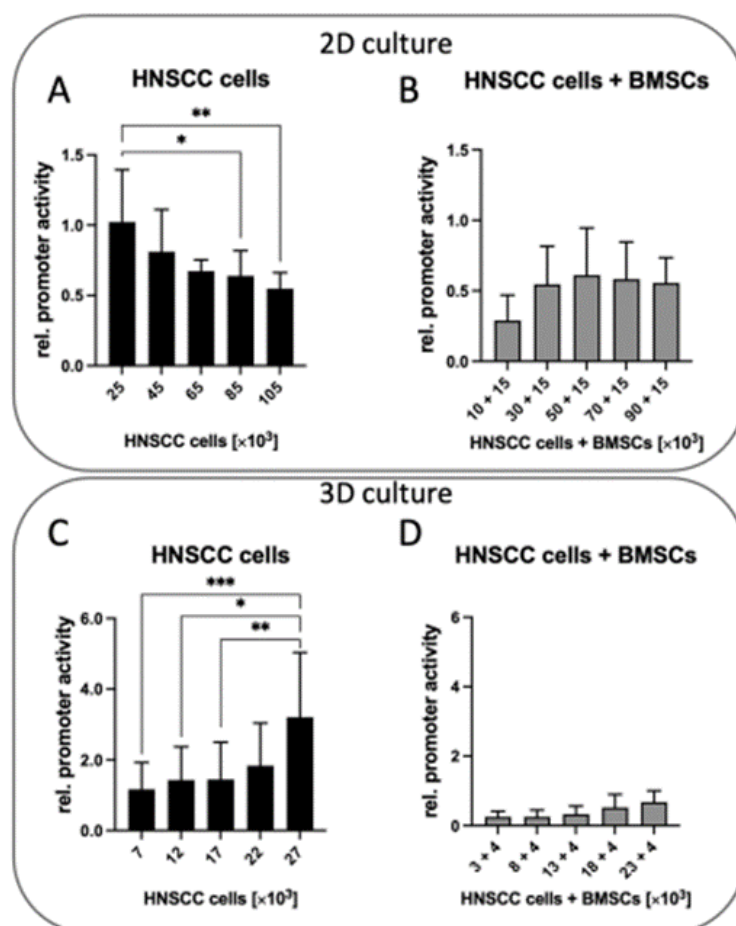 2D culture
A
HNSCC cells
**
*
rel. promoter activity
1.5
1.0
0.5
0.0
25 45 65 85 105
HNSCC cells [×10³]
B
HNSCC cells + BMSCs
rel. promoter activity
1.5
1.0
0.5
0.0
10 + 15 30 + 15 50 + 15 70 + 15 90 + 15
HNSCC cells + BMSCs [×10³]
3D culture
C
HNSCC cells
***
*
**
rel. promoter activity
6.0
4.0
2.0
0.0
7 12 17 22 27
HNSCC cells [×10³]
D
HNSCC cells + BMSCs
rel. promoter activity
6
4
2
0
3 + 4 8 + 4 13 + 4 18 + 4 23 + 4
HNSCC cells + BMSCs [×10³]